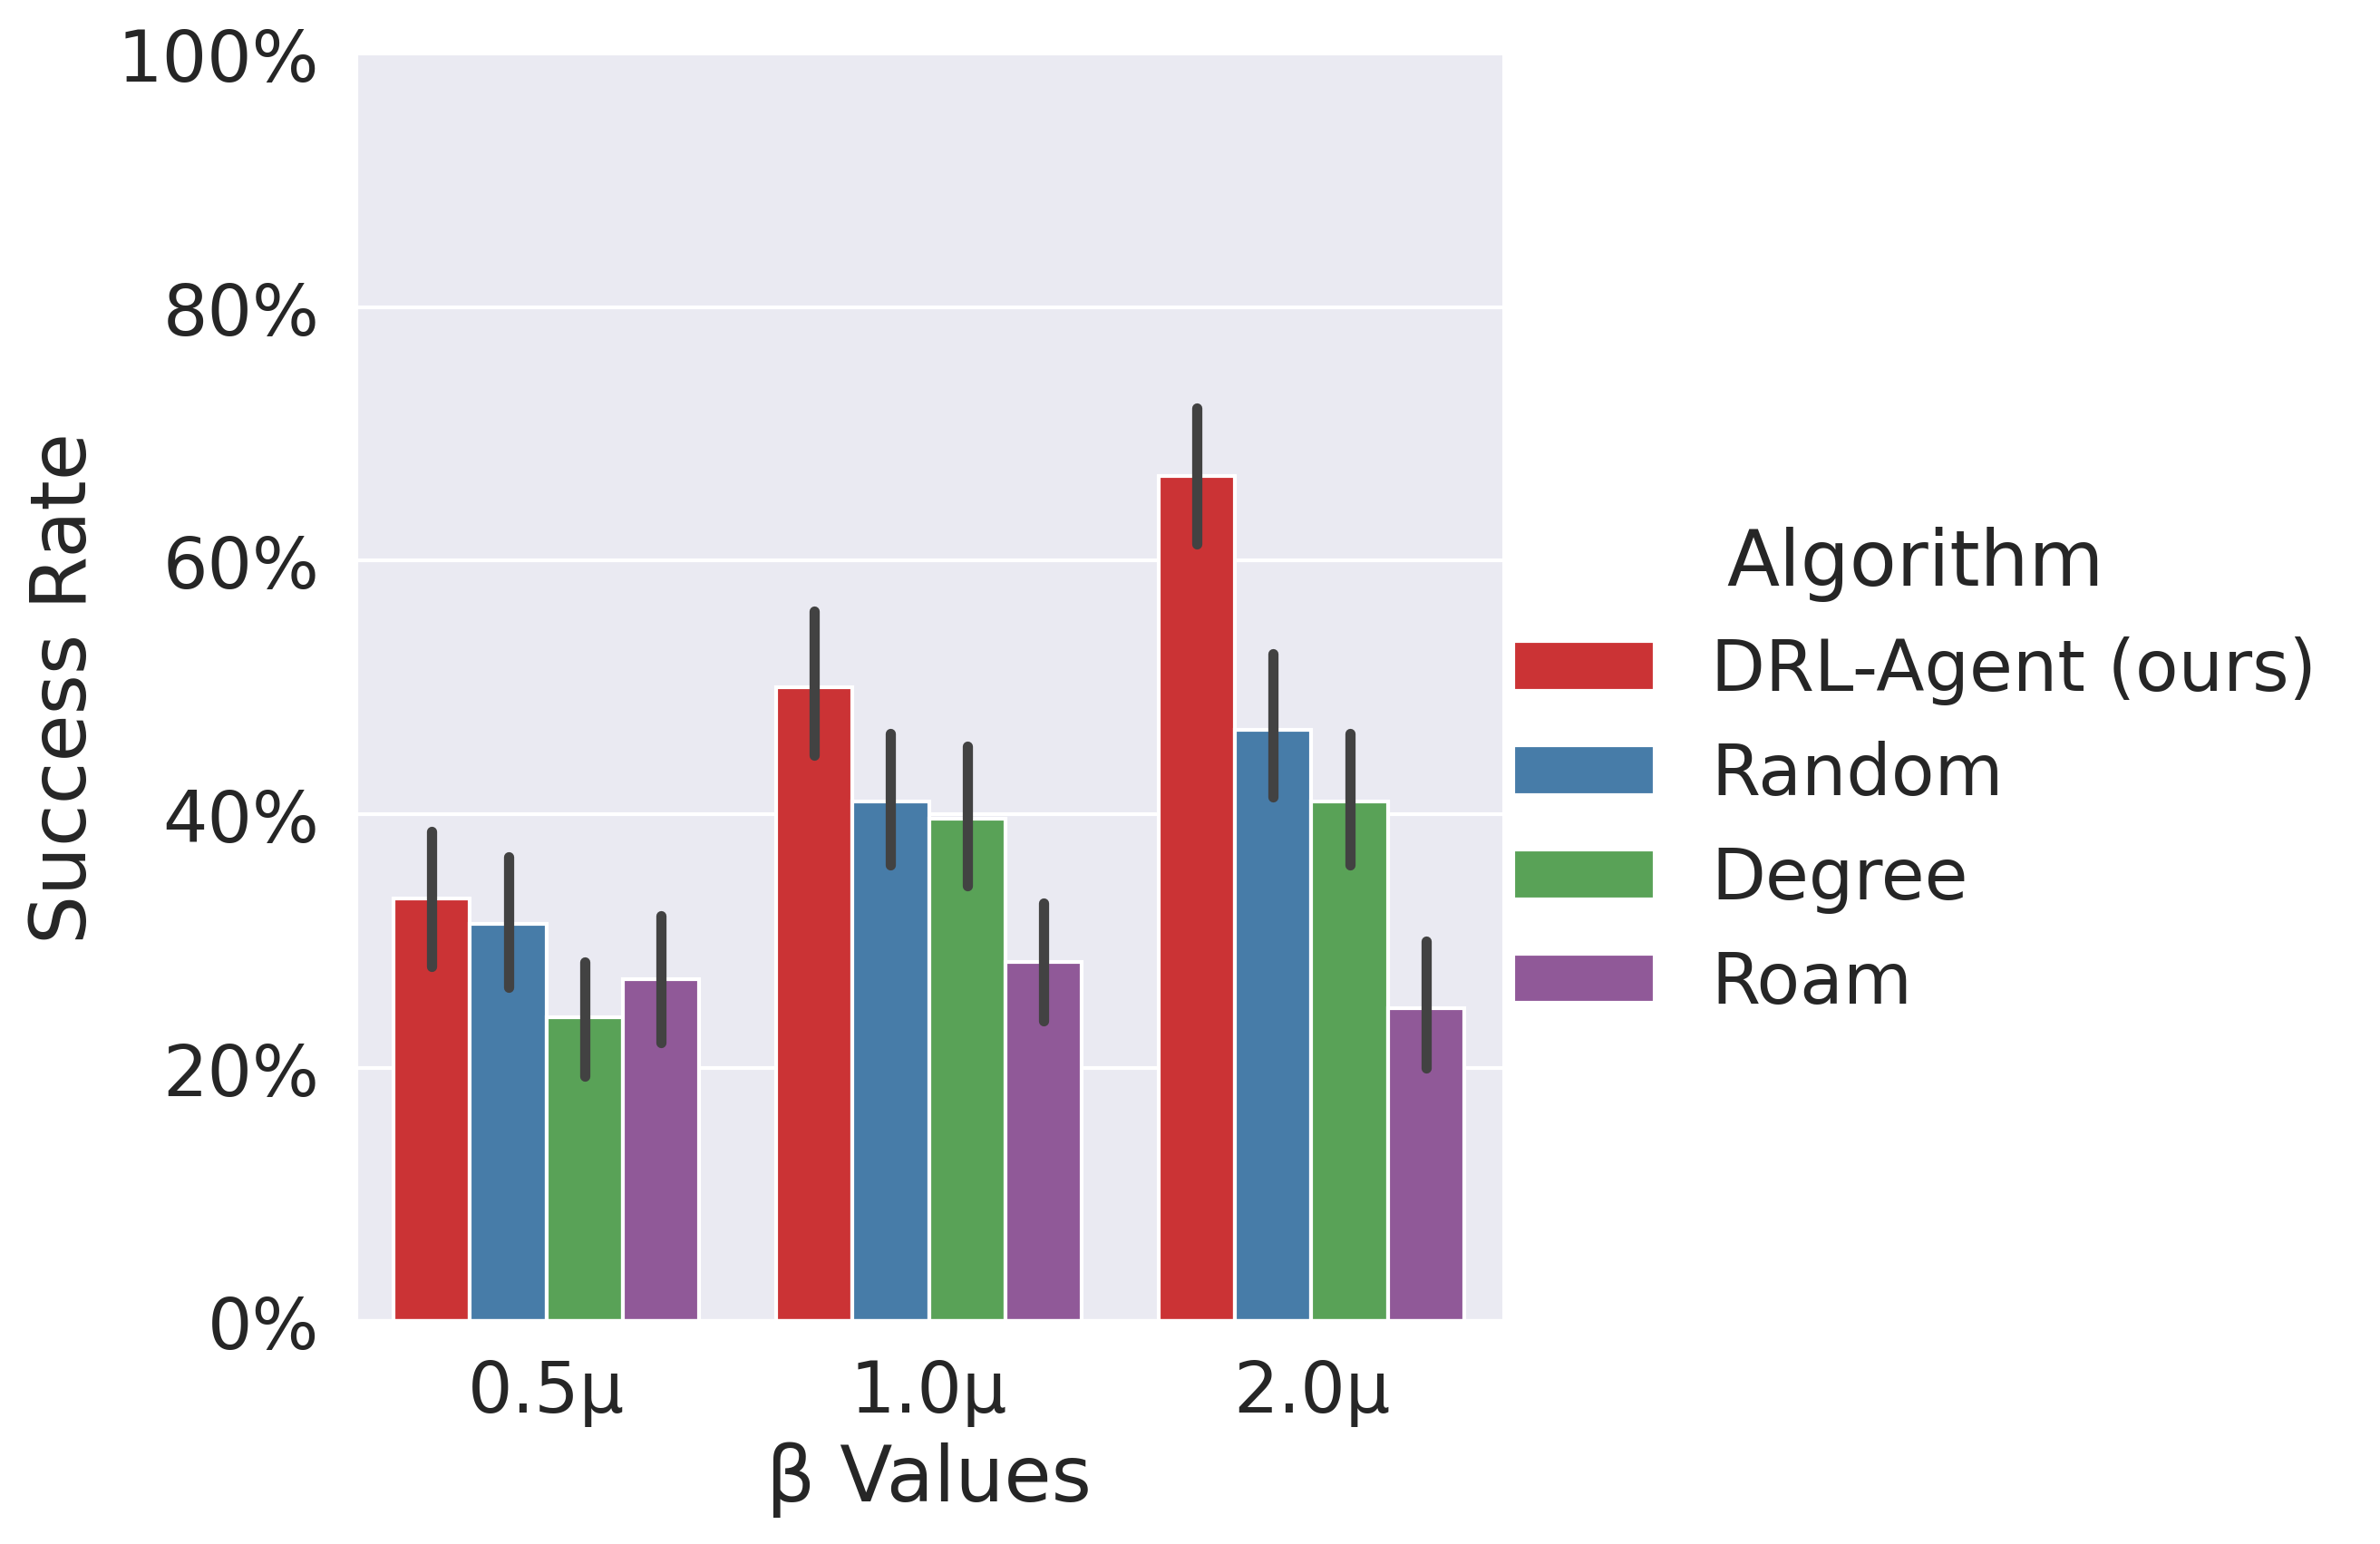 100%
80%
60%
40%
20%
0%
Success Rate
0.5µ
1.0µ
2.0µ
β Values
Algorithm
DRL-Agent (ours)
Random
Degree
Roam